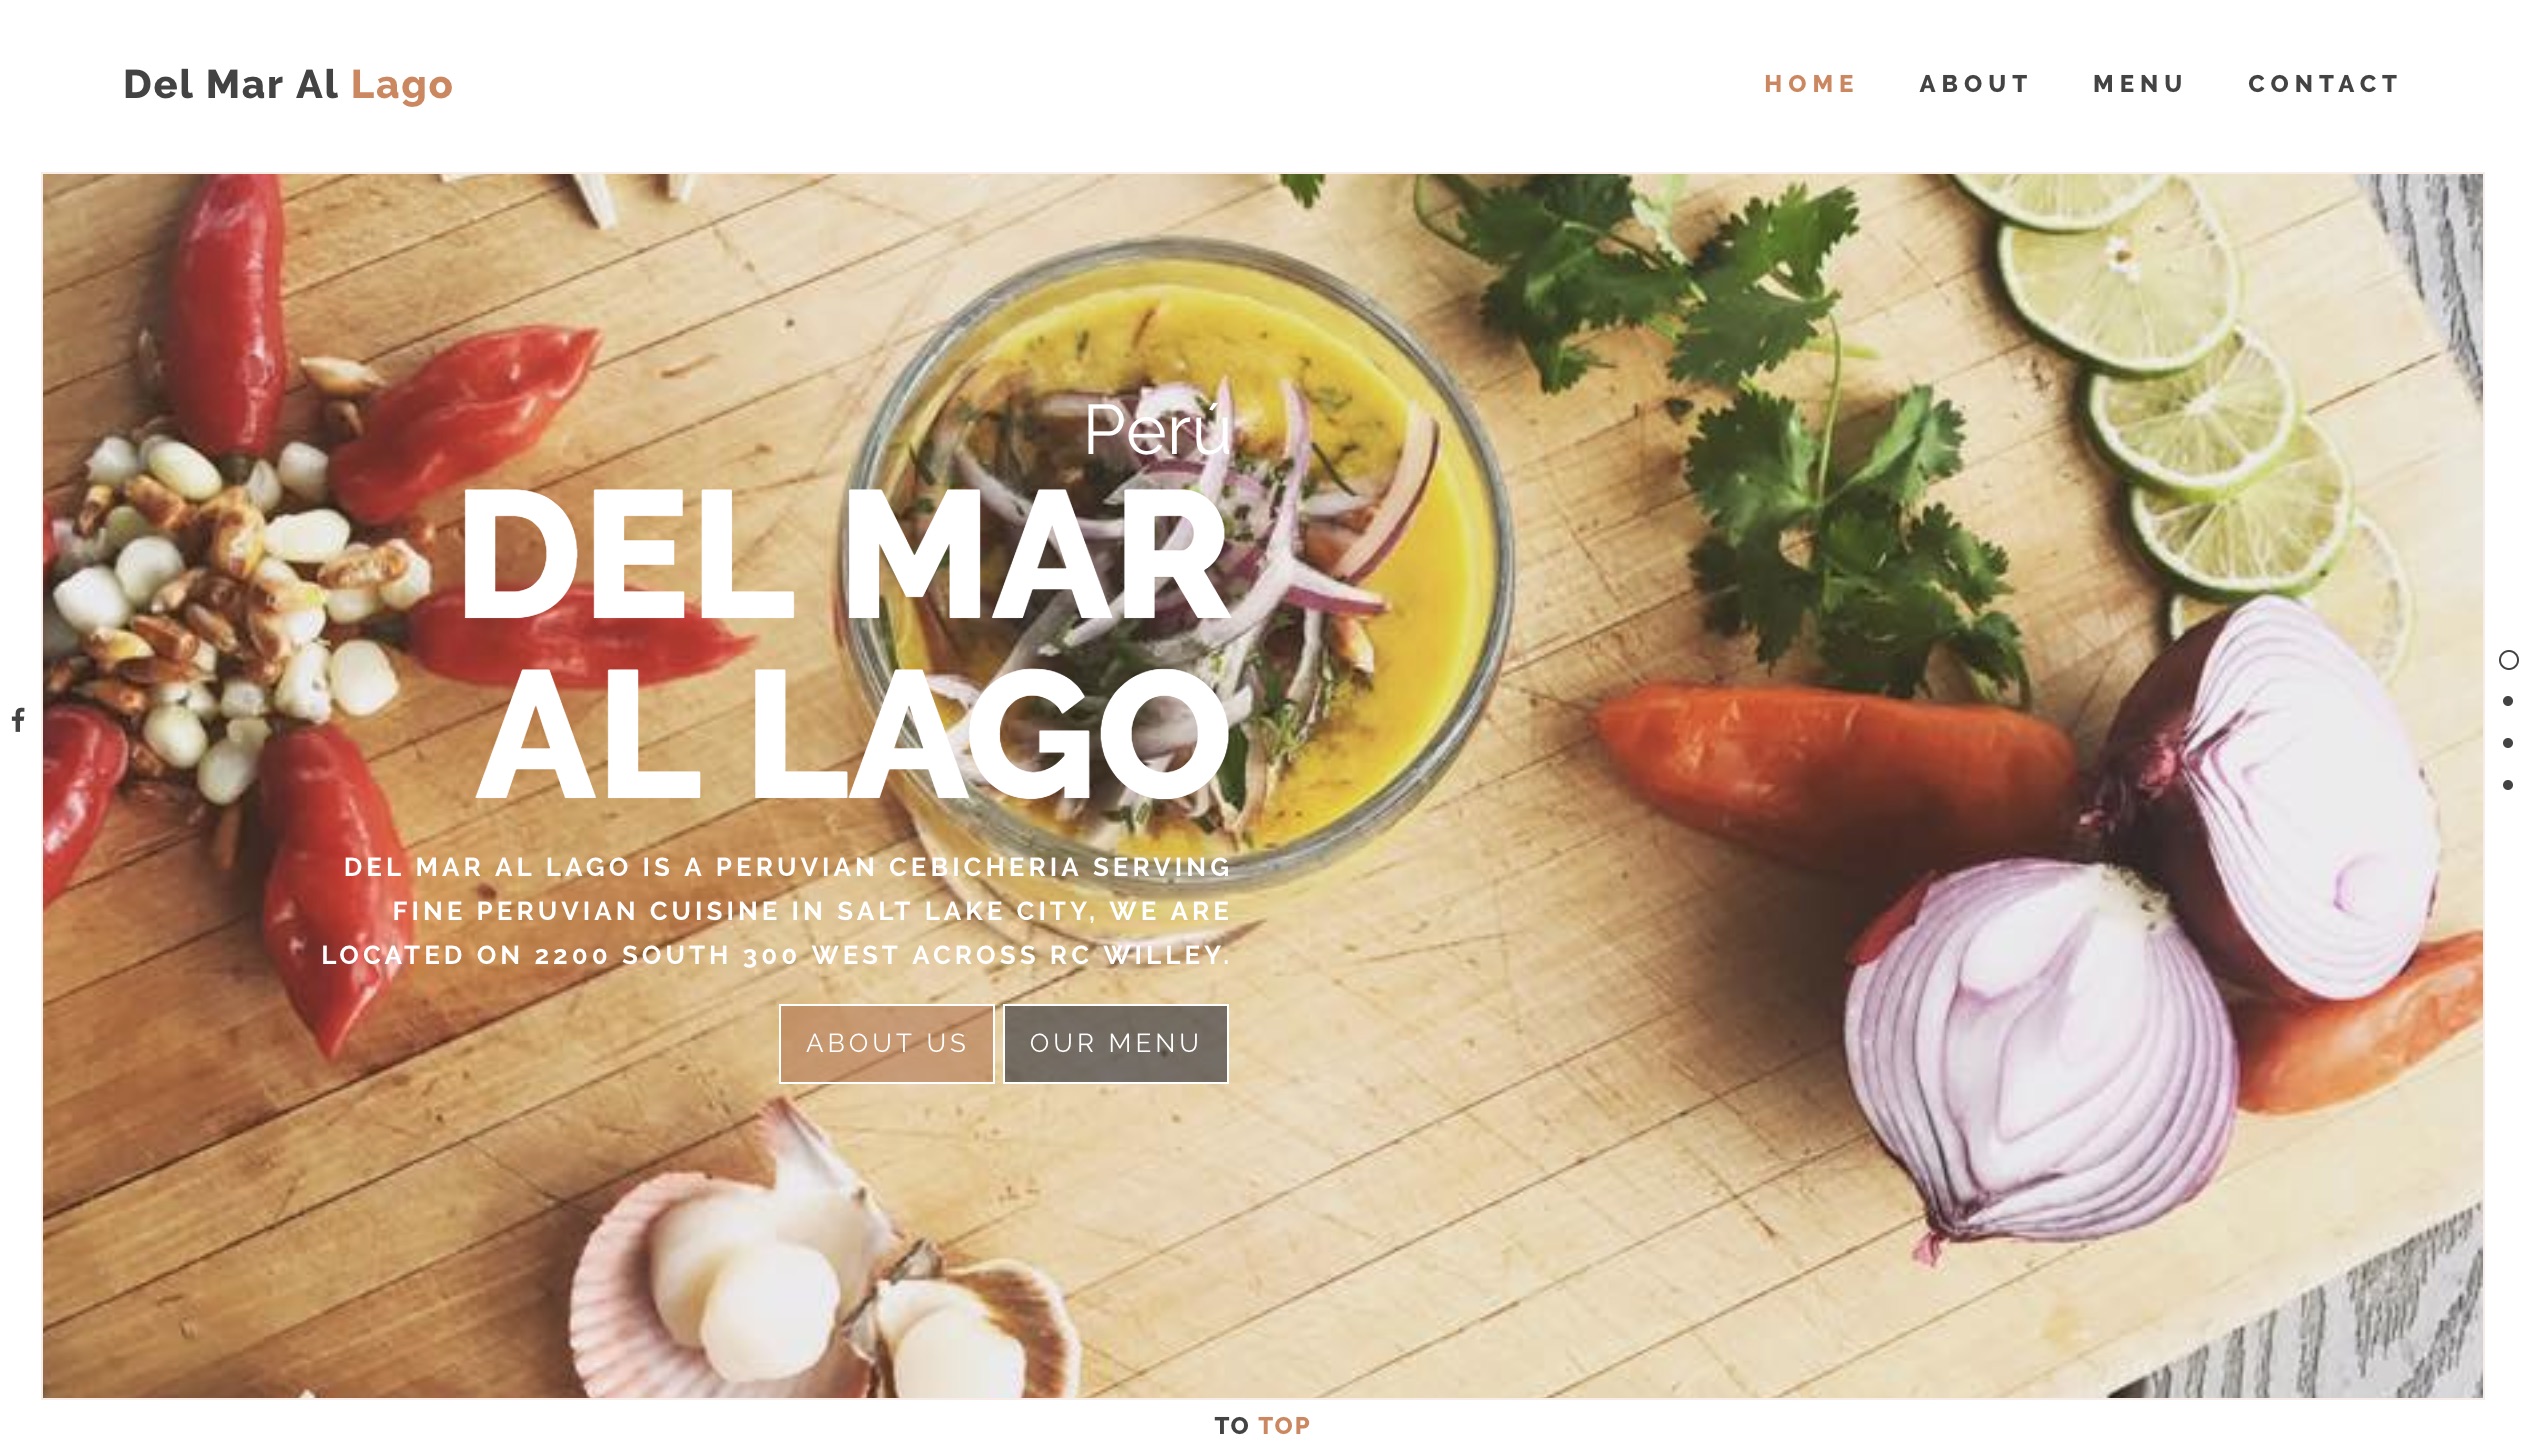 Del Mar Al Lago
HOME ABOUT MENU CONTACT
Perú
DEL MAR
AL LAGO
DEL MAR AL LAGO IS A PERUVIAN CEBICHERIA SERVING
FINE PERUVIAN CUISINE IN SALT LAKE CITY, WE ARE
LOCATED ON 2200 SOUTH 300 WEST ACROSS RC WILLEY.
ABOUT US OUR MENU
TO TOP